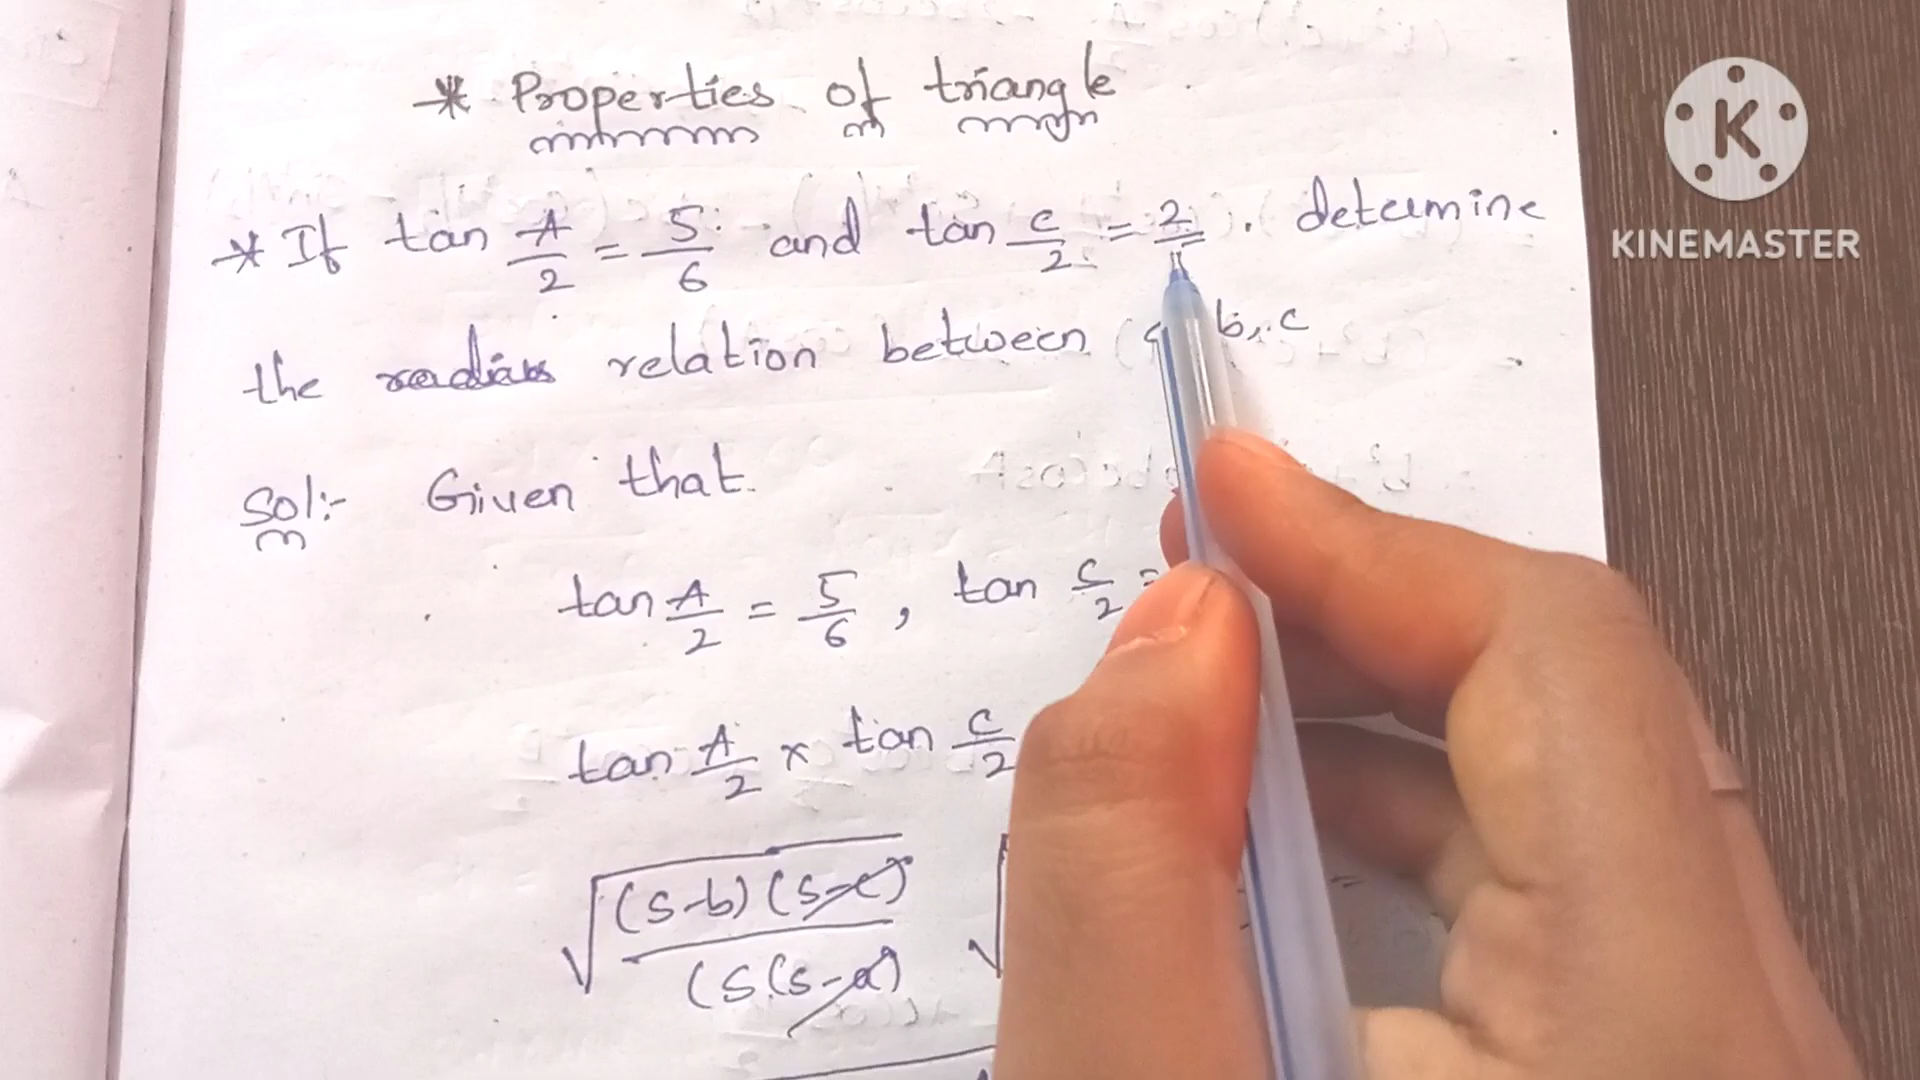 * Properties of triangle
* If tan A/2 = 5/6 and tan C/2 = 2/ . determine
the relation between b, c
Sol:- Given that
tan A/2 = 5/6 , tan C/2 =
tan A/2 × tan C/2
√(s-b)(s-c) / (s(s-a) √
K
KINEMASTER